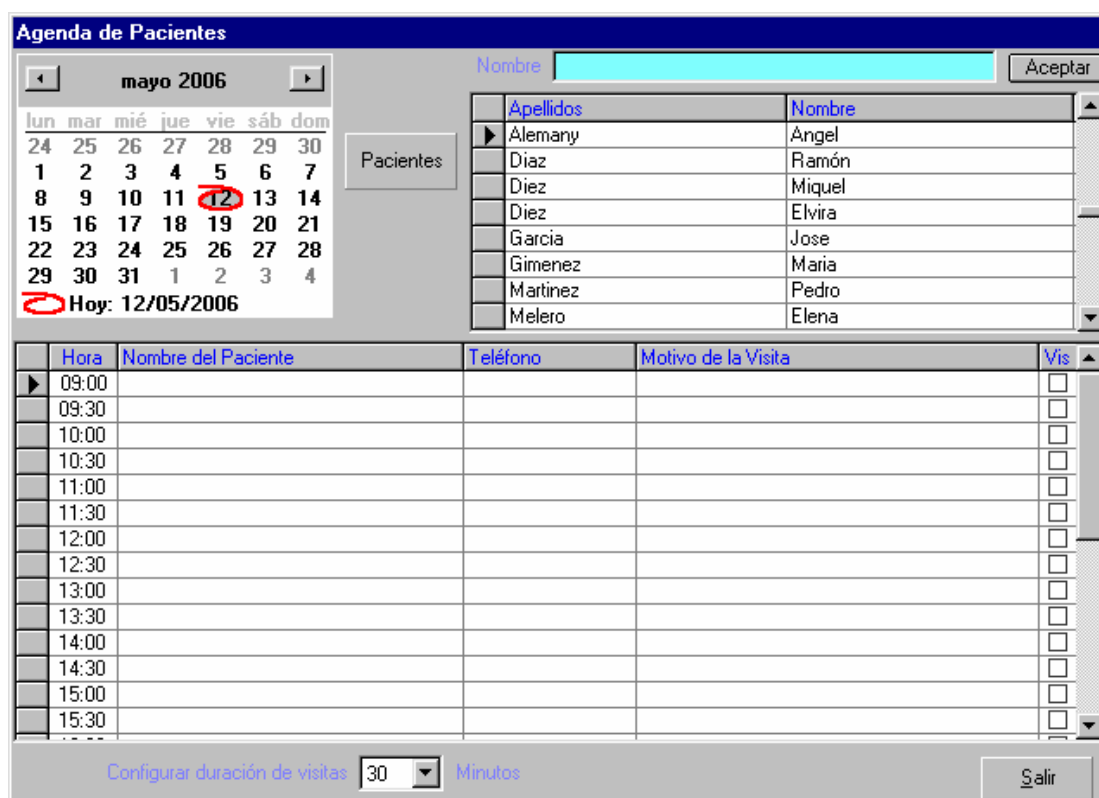 Agenda de Pacientes
mayo 2006
lun mar mié jue vie sáb dom
24 25 26 27 28 29 30
1 2 3 4 5 6 7
8 9 10 11 12 13 14
15 16 17 18 19 20 21
22 23 24 25 26 27 28
29 30 31 1 2 3 4
Hoy: 12/05/2006
Pacientes
Nombre
Aceptar
Apellidos Nombre
Alemany Angel
Diaz Ramón
Diez Miquel
Diez Elvira
Garcia Jose
Gimenez Maria
Martinez Pedro
Melero Elena
Hora Nombre del Paciente Teléfono Motivo de la Visita Vis
09:00
09:30
10:00
10:30
11:00
11:30
12:00
12:30
13:00
13:30
14:00
14:30
15:00
15:30
Configurar duración de visitas 30 Minutos
Salir